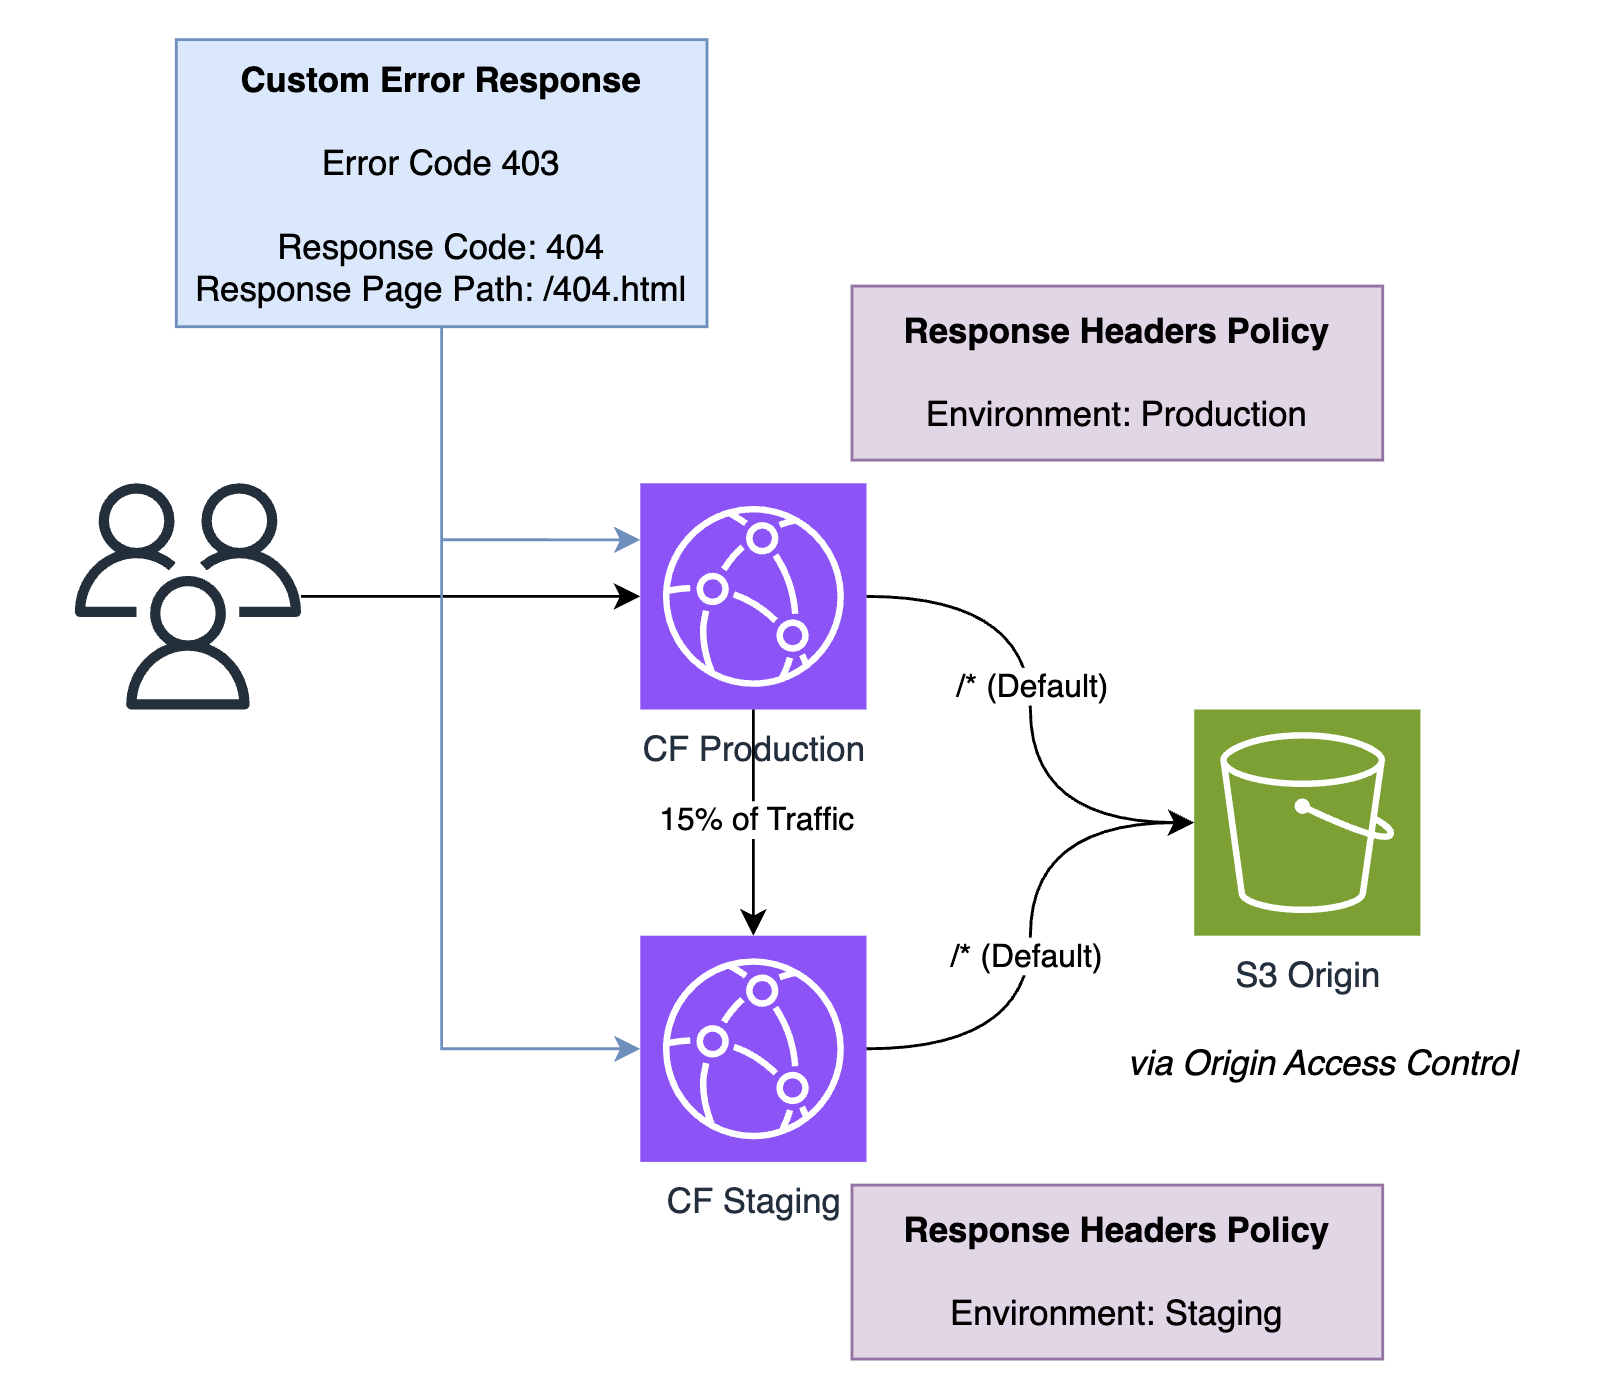 Custom Error Response
Error Code 403
Response Code: 404
Response Page Path: /404.html
Response Headers Policy
Environment: Production
/* (Default)
CF Production
15% of Traffic
/* (Default)
S3 Origin
via Origin Access Control
CF Staging
Response Headers Policy
Environment: Staging